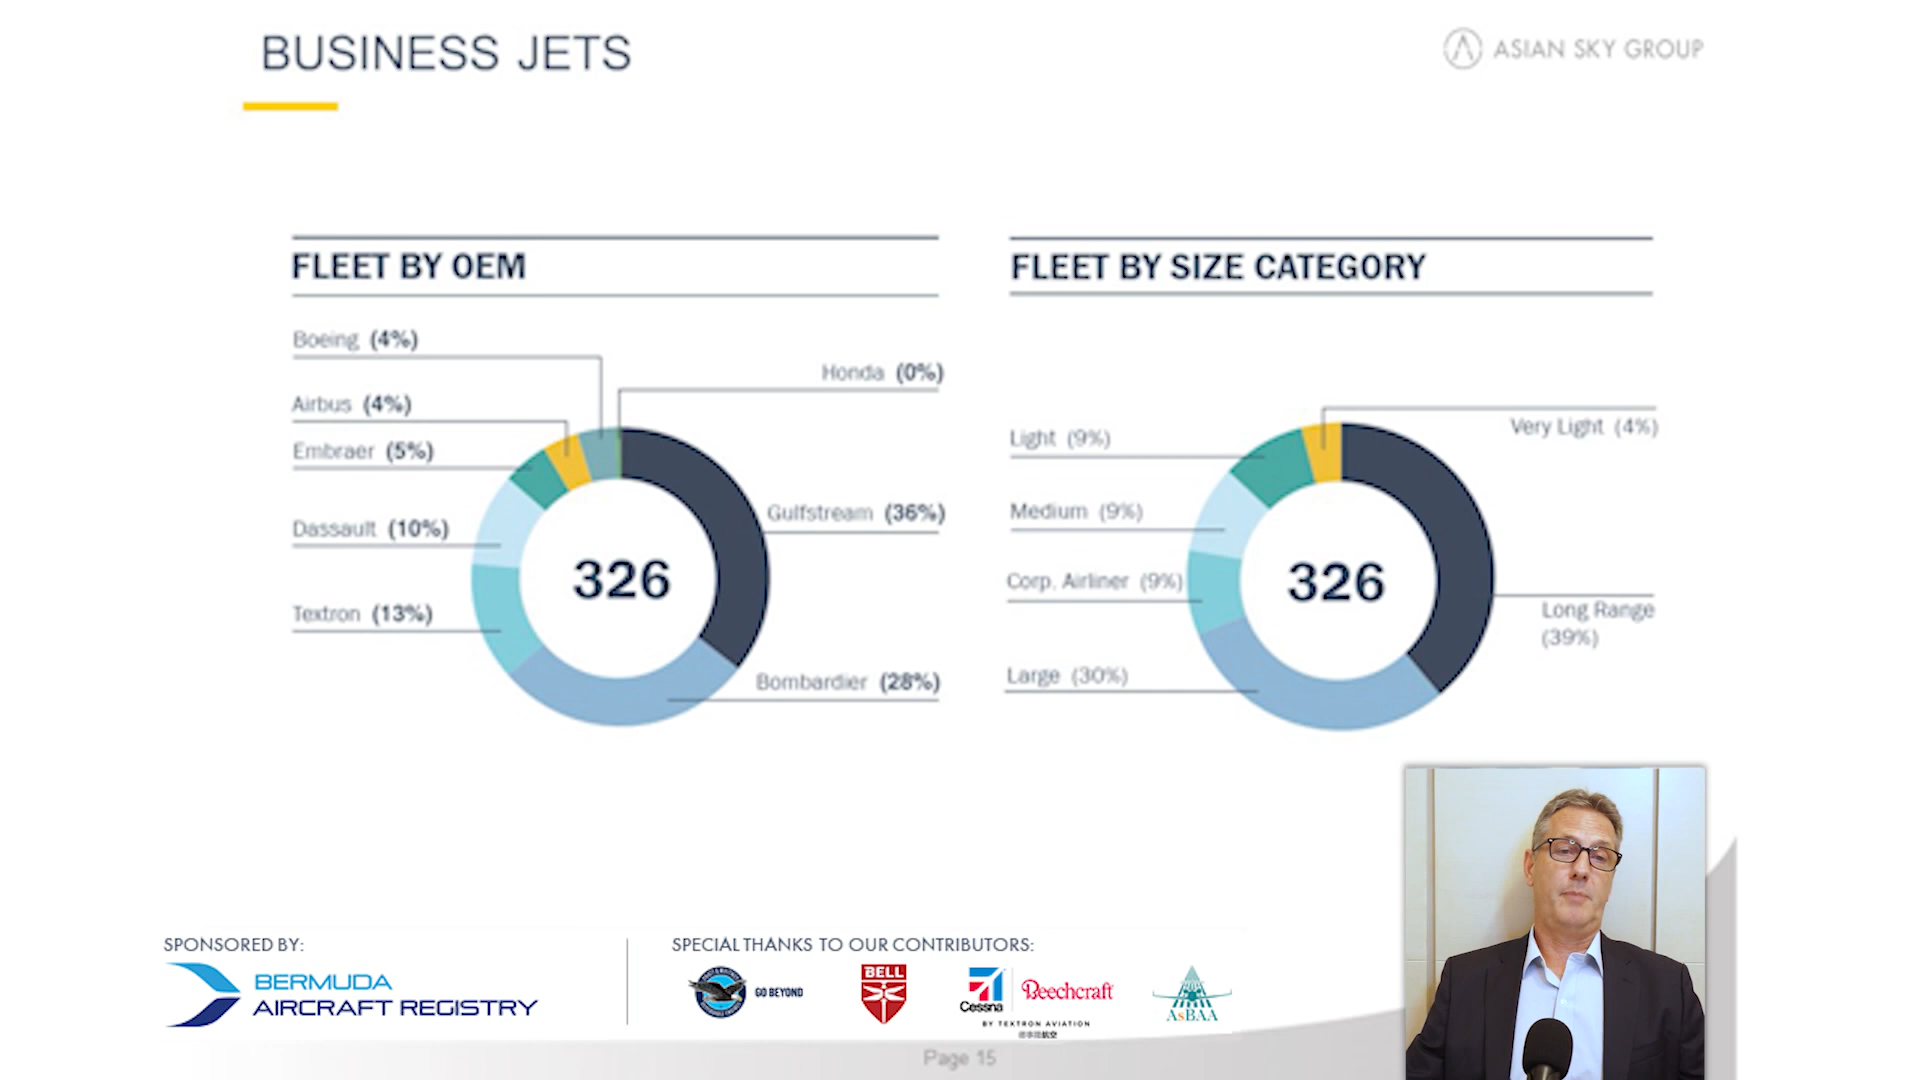 BUSINESS JETS
ASIAN SKY GROUP
FLEET BY OEM
Boeing (4%)
Honda (0%)
Airbus (4%)
Embraer (5%)
Gulfstream (36%)
Dassault (10%)
326
Textron (13%)
Bombardier (28%)
FLEET BY SIZE CATEGORY
Very Light (4%)
Light (9%)
Medium (9%)
Corp. Airliner (9%)
326
Long Range
(39%)
Large (30%)
SPONSORED BY:
BERMUDA
AIRCRAFT REGISTRY
SPECIAL THANKS TO OUR CONTRIBUTORS:
GO BEYOND
BELL
Cessna
Beechcraft
BY TEXTRON AVIATION
AsBAA
Page 15